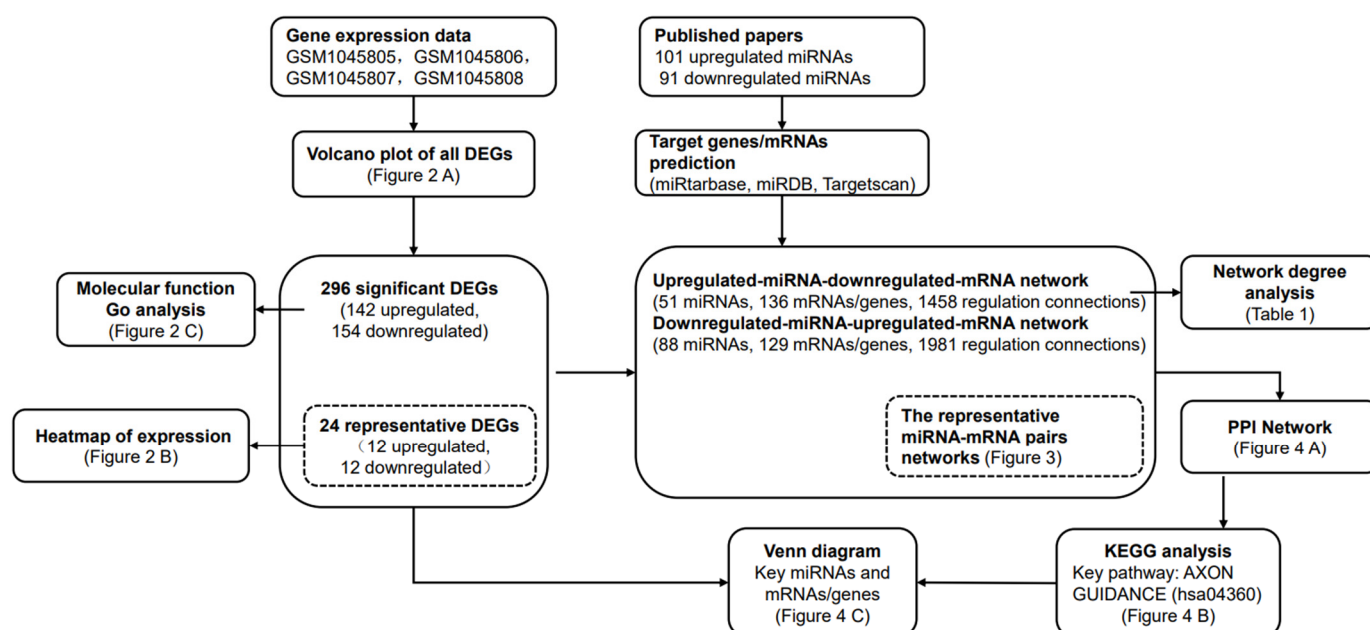 Gene expression data
GSM1045805，GSM1045806，
GSM1045807，GSM1045808
Published papers
101 upregulated miRNAs
91 downregulated miRNAs
Volcano plot of all DEGs
(Figure 2 A)
Target genes/mRNAs
prediction
(miRtarbase, miRDB, Targetscan)
Molecular function
Go analysis
(Figure 2 C)
296 significant DEGs
(142 upregulated,
154 downregulated)
Upregulated-miRNA-downregulated-mRNA network
(51 miRNAs, 136 mRNAs/genes, 1458 regulation connections)
Downregulated-miRNA-upregulated-mRNA network
(88 miRNAs, 129 mRNAs/genes, 1981 regulation connections)
Network degree
analysis
(Table 1)
Heatmap of expression
(Figure 2 B)
24 representative DEGs
（12 upregulated,
12 downregulated）
The representative
miRNA-mRNA pairs
networks (Figure 3)
PPI Network
(Figure 4 A)
Venn diagram
Key miRNAs and
mRNAs/genes
(Figure 4 C)
KEGG analysis
Key pathway: AXON
GUIDANCE (hsa04360)
(Figure 4 B)